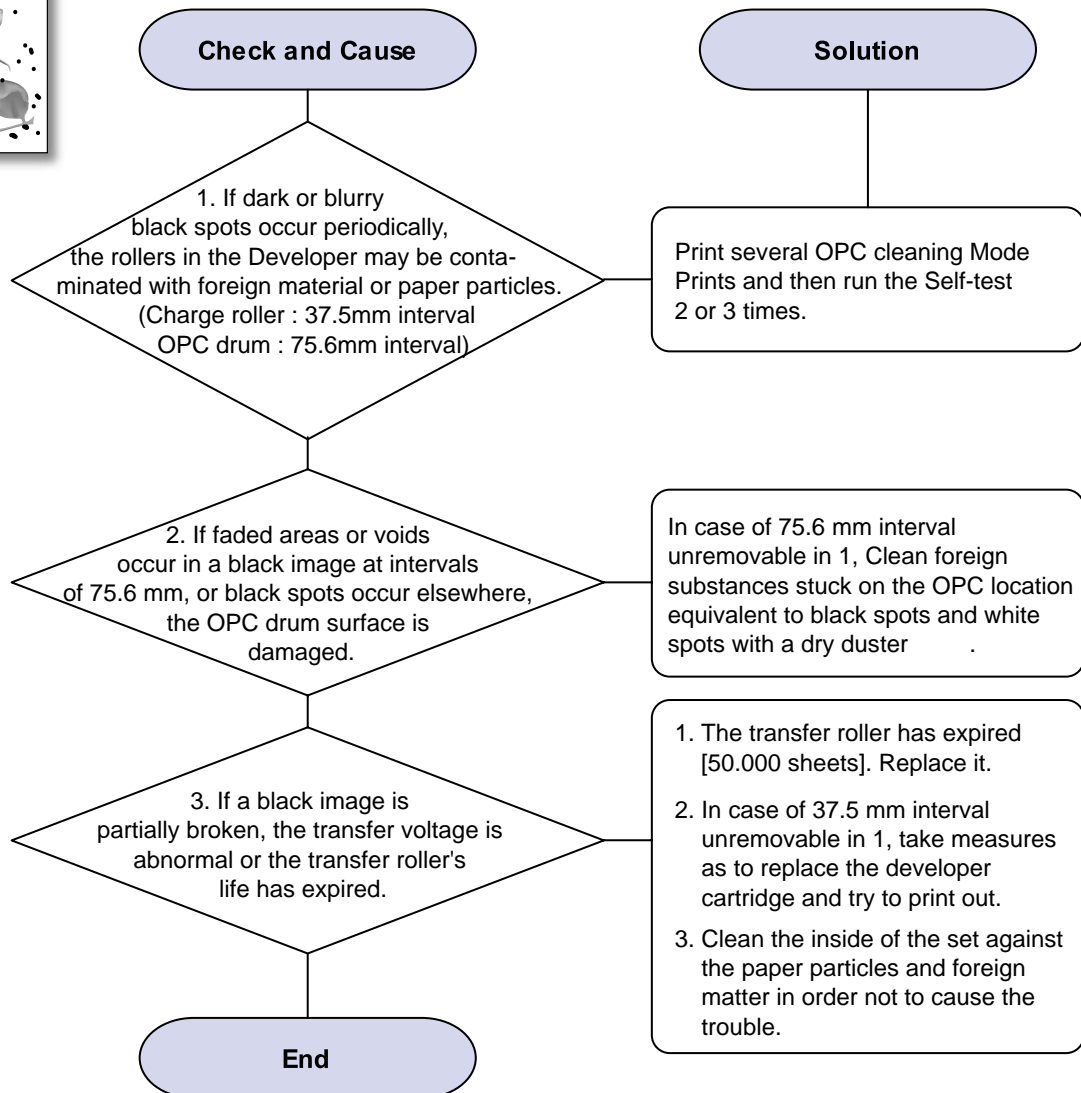 Check and Cause
Solution
1. If dark or blurry
black spots occur periodically,
the rollers in the Developer may be conta-
minated with foreign material or paper particles.
(Charge roller : 37.5mm interval
OPC drum : 75.6mm interval)
Print several OPC cleaning Mode
Prints and then run the Self-test
2 or 3 times.
2. If faded areas or voids
occur in a black image at intervals
of 75.6 mm, or black spots occur elsewhere,
the OPC drum surface is
damaged.
In case of 75.6 mm interval
unremovable in 1, Clean foreign
substances stuck on the OPC location
equivalent to black spots and white
spots with a dry duster .
3. If a black image is
partially broken, the transfer voltage is
abnormal or the transfer roller's
life has expired.
1. The transfer roller has expired
[50.000 sheets]. Replace it.
2. In case of 37.5 mm interval
unremovable in 1, take measures
as to replace the developer
cartridge and try to print out.
3. Clean the inside of the set against
the paper particles and foreign
matter in order not to cause the
trouble.
End